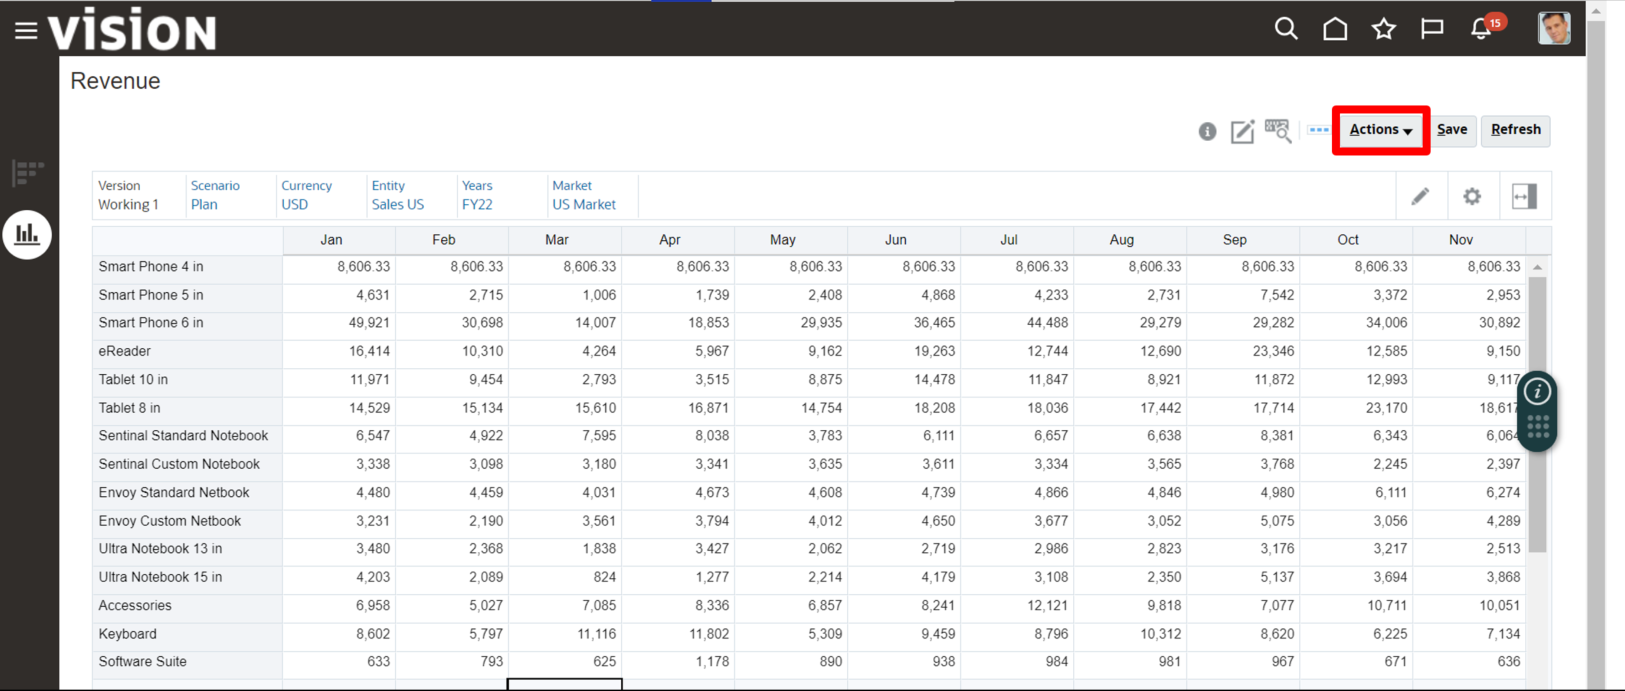 VISION
15
Revenue
Actions Save Refresh
Version Scenario Currency Entity Years Market
Working 1 Plan USD Sales US FY22 US Market
Jan Feb Mar Apr May Jun Jul Aug Sep Oct Nov
Smart Phone 4 in 8,606.33 8,606.33 8,606.33 8,606.33 8,606.33 8,606.33 8,606.33 8,606.33 8,606.33 8,606.33 8,606.33
Smart Phone 5 in 4,631 2,715 1,006 1,739 2,408 4,868 4,233 2,731 7,542 3,372 2,953
Smart Phone 6 in 49,921 30,698 14,007 18,853 29,935 36,465 44,488 29,279 29,282 34,006 30,892
eReader 16,414 10,310 4,264 5,967 9,162 19,263 12,744 12,690 23,346 12,585 9,150
Tablet 10 in 11,971 9,454 2,793 3,515 8,875 14,478 11,847 8,921 11,872 12,993 9,117
Tablet 8 in 14,529 15,134 15,610 16,871 14,754 18,208 18,036 17,442 17,714 23,170 18,617
Sentinal Standard Notebook 6,547 4,922 7,595 8,038 3,783 6,111 6,657 6,638 8,381 6,343 6,064
Sentinal Custom Notebook 3,338 3,098 3,180 3,341 3,635 3,611 3,334 3,565 3,768 2,245 2,397
Envoy Standard Netbook 4,480 4,459 4,031 4,673 4,608 4,739 4,866 4,846 4,980 6,111 6,274
Envoy Custom Netbook 3,231 2,190 3,561 3,794 4,012 4,650 3,677 3,052 5,075 3,056 4,289
Ultra Notebook 13 in 3,480 2,368 1,838 3,427 2,062 2,719 2,986 2,823 3,176 3,217 2,513
Ultra Notebook 15 in 4,203 2,089 824 1,277 2,214 4,179 3,108 2,350 5,137 3,694 3,868
Accessories 6,958 5,027 7,085 8,336 6,857 8,241 12,121 9,818 7,077 10,711 10,051
Keyboard 8,602 5,797 11,116 11,802 5,309 9,459 8,796 10,312 8,620 6,225 7,134
Software Suite 633 793 625 1,178 890 938 984 981 967 671 636